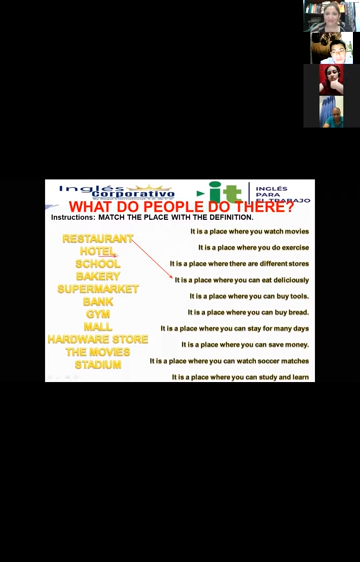 Inglés
Corporativo
it
INGLÉS
PARA
EL TRABAJO
WHAT DO PEOPLE DO THERE?
Instructions: MATCH THE PLACE WITH THE DEFINITION.
RESTAURANT
HOTEL
SCHOOL
BAKERY
SUPERMARKET
BANK
GYM
MALL
HARDWARE STORE
THE MOVIES
STADIUM
It is a place where you watch movies
It is a place where you do exercise
It is a place where there are different stores
It is a place where you can eat deliciously
It is a place where you can buy tools.
It is a place where you can buy bread.
It is a place where you can stay for many days
It is a place where you can save money.
It is a place where you can watch soccer matches
It is a place where you can study and learn